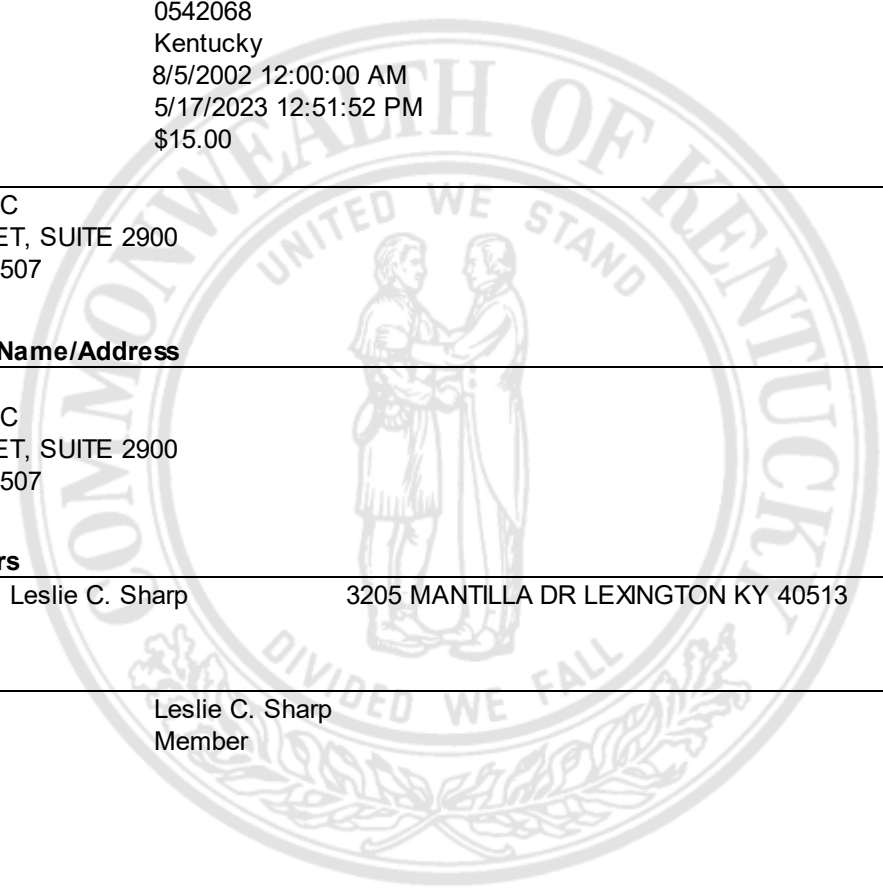 0542068
Kentucky
8/5/2002 12:00:00 AM
5/17/2023 12:51:52 PM
$15.00
C
ET, SUITE 2900
507
Name/Address
C
ET, SUITE 2900
507
rs
Leslie C. Sharp 3205 MANTILLA DR LEXINGTON KY 40513
Leslie C. Sharp
Member
COMMONWEALTH OF KENTUCKY
UNITED WE STAND
DIVIDED WE FALL